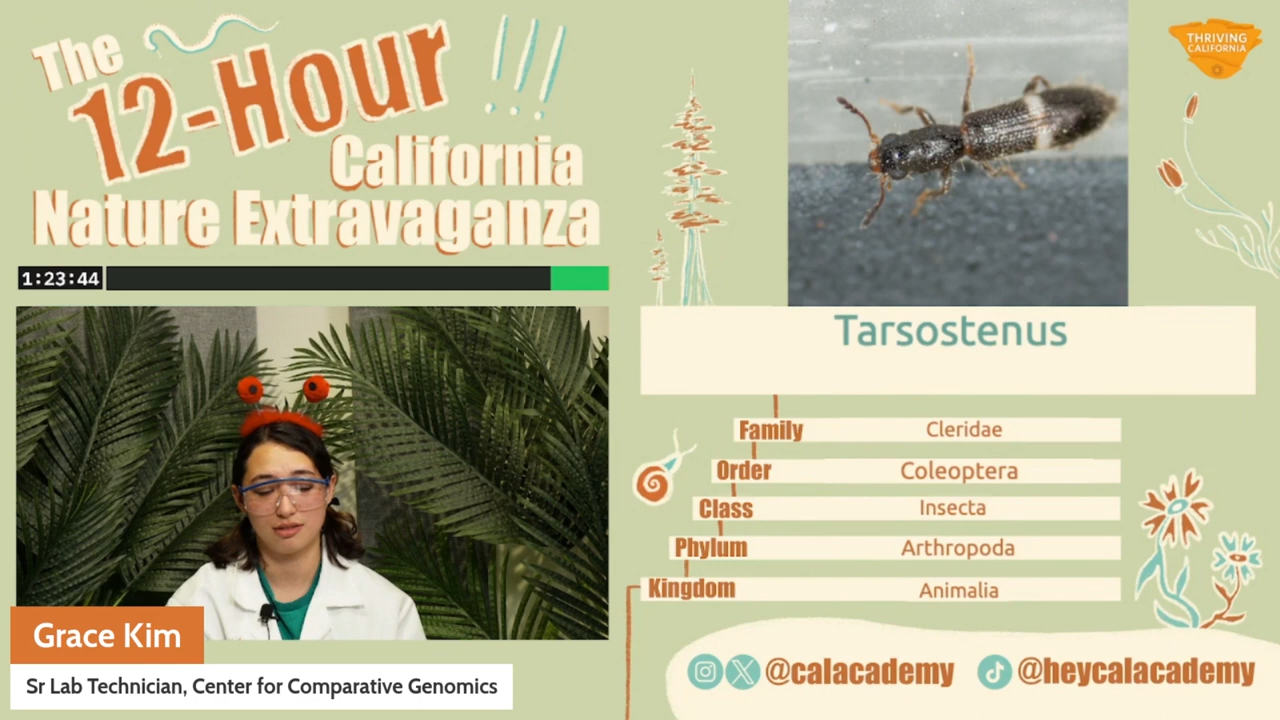 The
12-Hour !!!
California
Nature Extravaganza
1:23:44
Grace Kim
Sr Lab Technician, Center for Comparative Genomics
THRIVING
CALIFORNIA
Tarsostenus
Family Cleridae
Order Coleoptera
Class Insecta
Phylum Arthropoda
Kingdom Animalia
@calacademy @heycalacademy